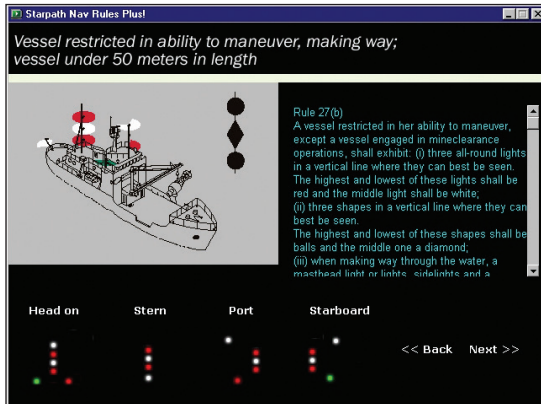 Starpath Nav Rules Plus!
Vessel restricted in ability to maneuver, making way;
vessel under 50 meters in length
Rule 27(b)
A vessel restricted in her ability to maneuver,
except a vessel engaged in mineclearance
operations, shall exhibit: (i) three all-round lights
in a vertical line where they can best be seen.
The highest and lowest of these lights shall be
red and the middle light shall be white;
(ii) three shapes in a vertical line where they can
best be seen.
The highest and lowest of these shapes shall be
balls and the middle one a diamond;
(iii) when making way through the water, a
masthead light or lights, sidelights and a
Head on Stern Port Starboard
<< Back Next >>